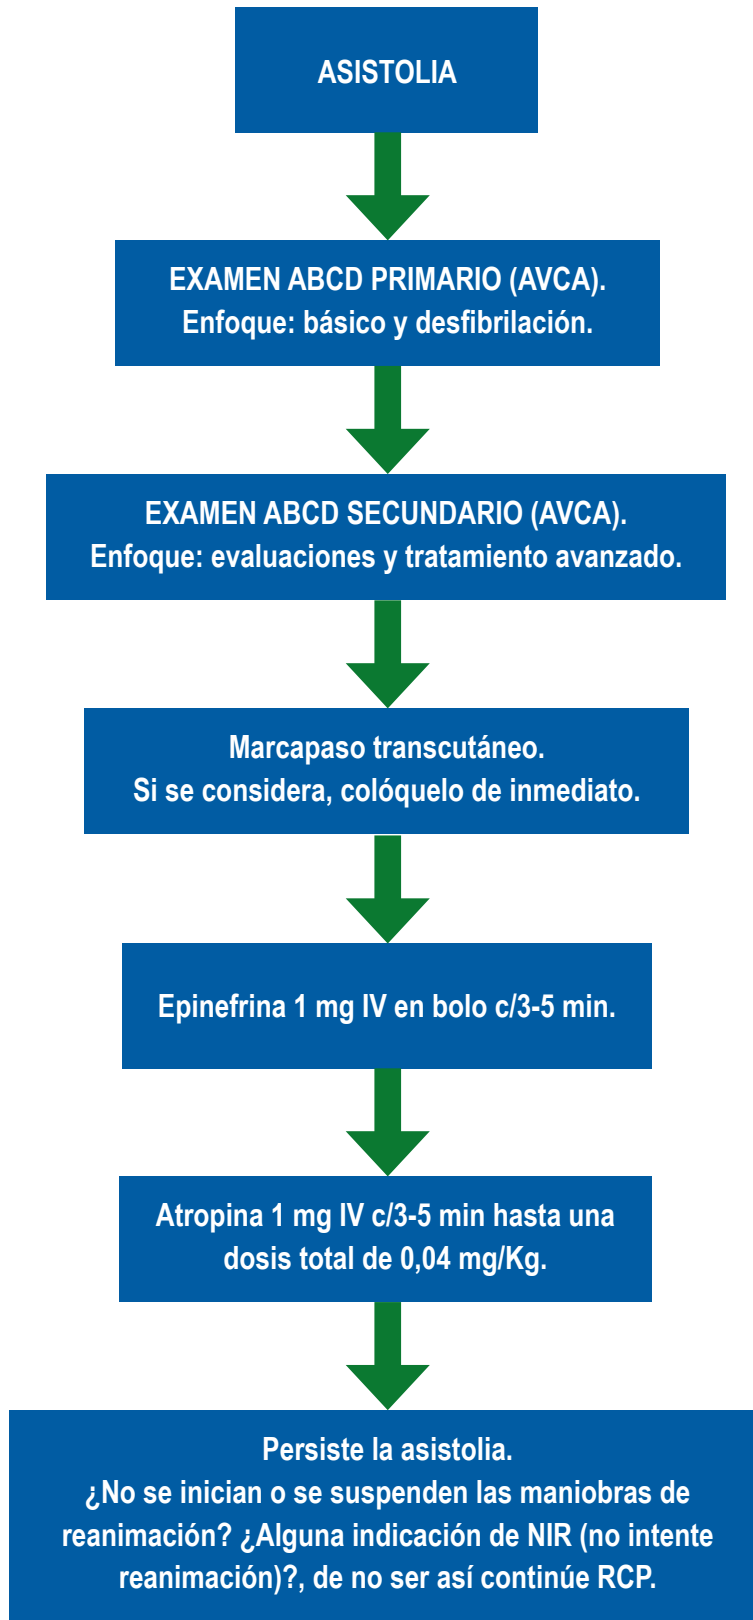 ASISTOLIA
EXAMEN ABCD PRIMARIO (AVCA).
Enfoque: básico y desfibrilación.
EXAMEN ABCD SECUNDARIO (AVCA).
Enfoque: evaluaciones y tratamiento avanzado.
Marcapaso transcutáneo.
Si se considera, colóquelo de inmediato.
Epinefrina 1 mg IV en bolo c/3-5 min.
Atropina 1 mg IV c/3-5 min hasta una
dosis total de 0,04 mg/Kg.
Persiste la asistolia.
¿No se inician o se suspenden las maniobras de
reanimación? ¿Alguna indicación de NIR (no intente
reanimación)?, de no ser así continúe RCP.